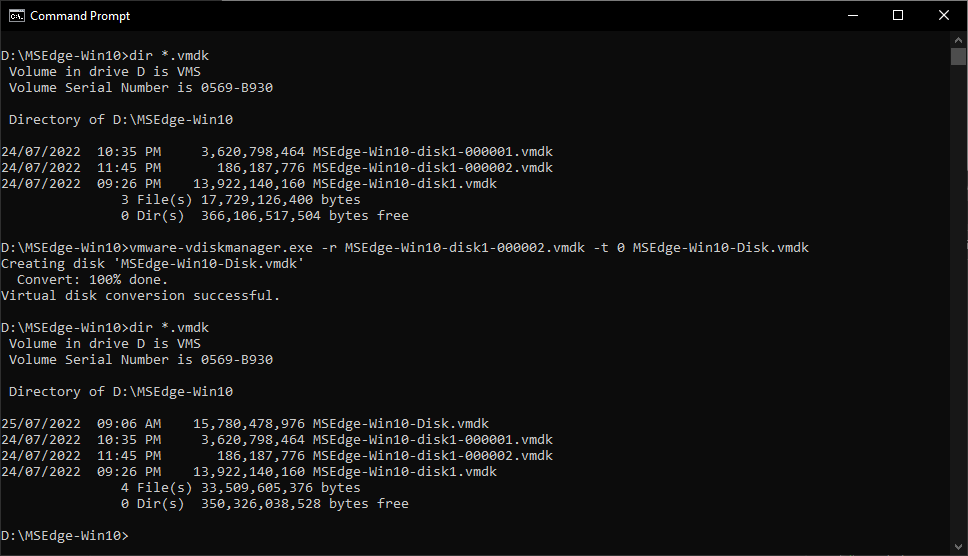 Command Prompt
D:\MSEdge-Win10>dir *.vmdk
 Volume in drive D is VMS
 Volume Serial Number is 0569-B930
 Directory of D:\MSEdge-Win10
24/07/2022  10:35 PM     3,620,798,464 MSEdge-Win10-disk1-000001.vmdk
24/07/2022  11:45 PM       186,187,776 MSEdge-Win10-disk1-000002.vmdk
24/07/2022  09:26 PM    13,922,140,160 MSEdge-Win10-disk1.vmdk
               3 File(s) 17,729,126,400 bytes
               0 Dir(s)  366,106,517,504 bytes free
D:\MSEdge-Win10>vmware-vdiskmanager.exe -r MSEdge-Win10-disk1-000002.vmdk -t 0 MSEdge-Win10-Disk.vmdk
Creating disk 'MSEdge-Win10-Disk.vmdk'
  Convert: 100% done.
Virtual disk conversion successful.
D:\MSEdge-Win10>dir *.vmdk
 Volume in drive D is VMS
 Volume Serial Number is 0569-B930
 Directory of D:\MSEdge-Win10
25/07/2022  09:06 AM    15,780,478,976 MSEdge-Win10-Disk.vmdk
24/07/2022  10:35 PM     3,620,798,464 MSEdge-Win10-disk1-000001.vmdk
24/07/2022  11:45 PM       186,187,776 MSEdge-Win10-disk1-000002.vmdk
24/07/2022  09:26 PM    13,922,140,160 MSEdge-Win10-disk1.vmdk
               4 File(s) 33,509,605,376 bytes
               0 Dir(s)  350,326,038,528 bytes free
D:\MSEdge-Win10>